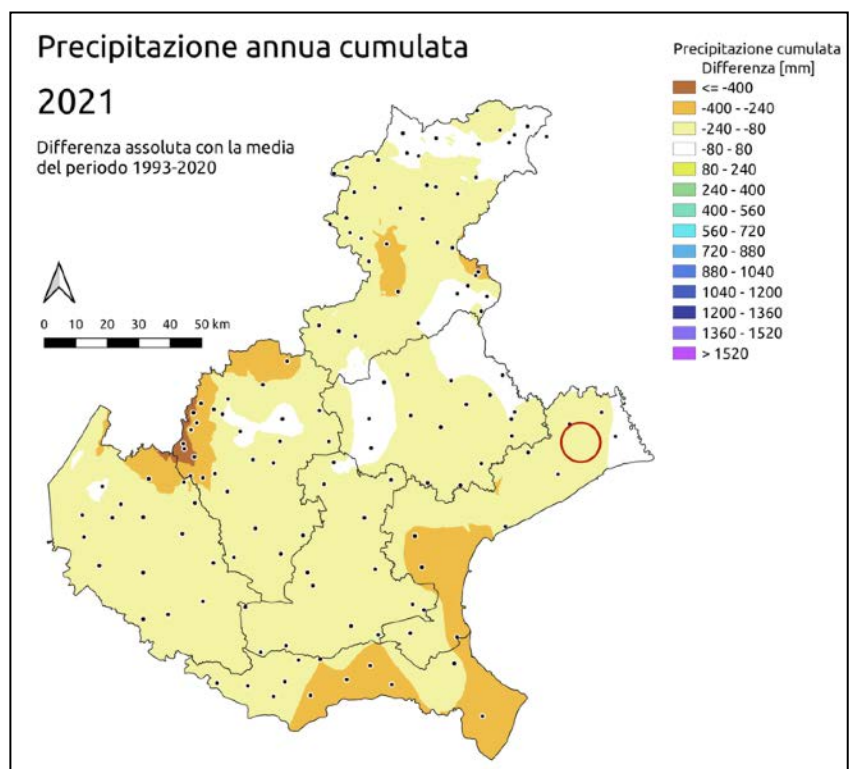 Precipitazione annua cumulata
2021
Differenza assoluta con la media
del periodo 1993-2020
0 10 20 30 40 50 km
Precipitazione cumulata
Differenza [mm]
<= -400
-400 - -240
-240 - -80
-80 - 80
80 - 240
240 - 400
400 - 560
560 - 720
720 - 880
880 - 1040
1040 - 1200
1200 - 1360
1360 - 1520
> 1520